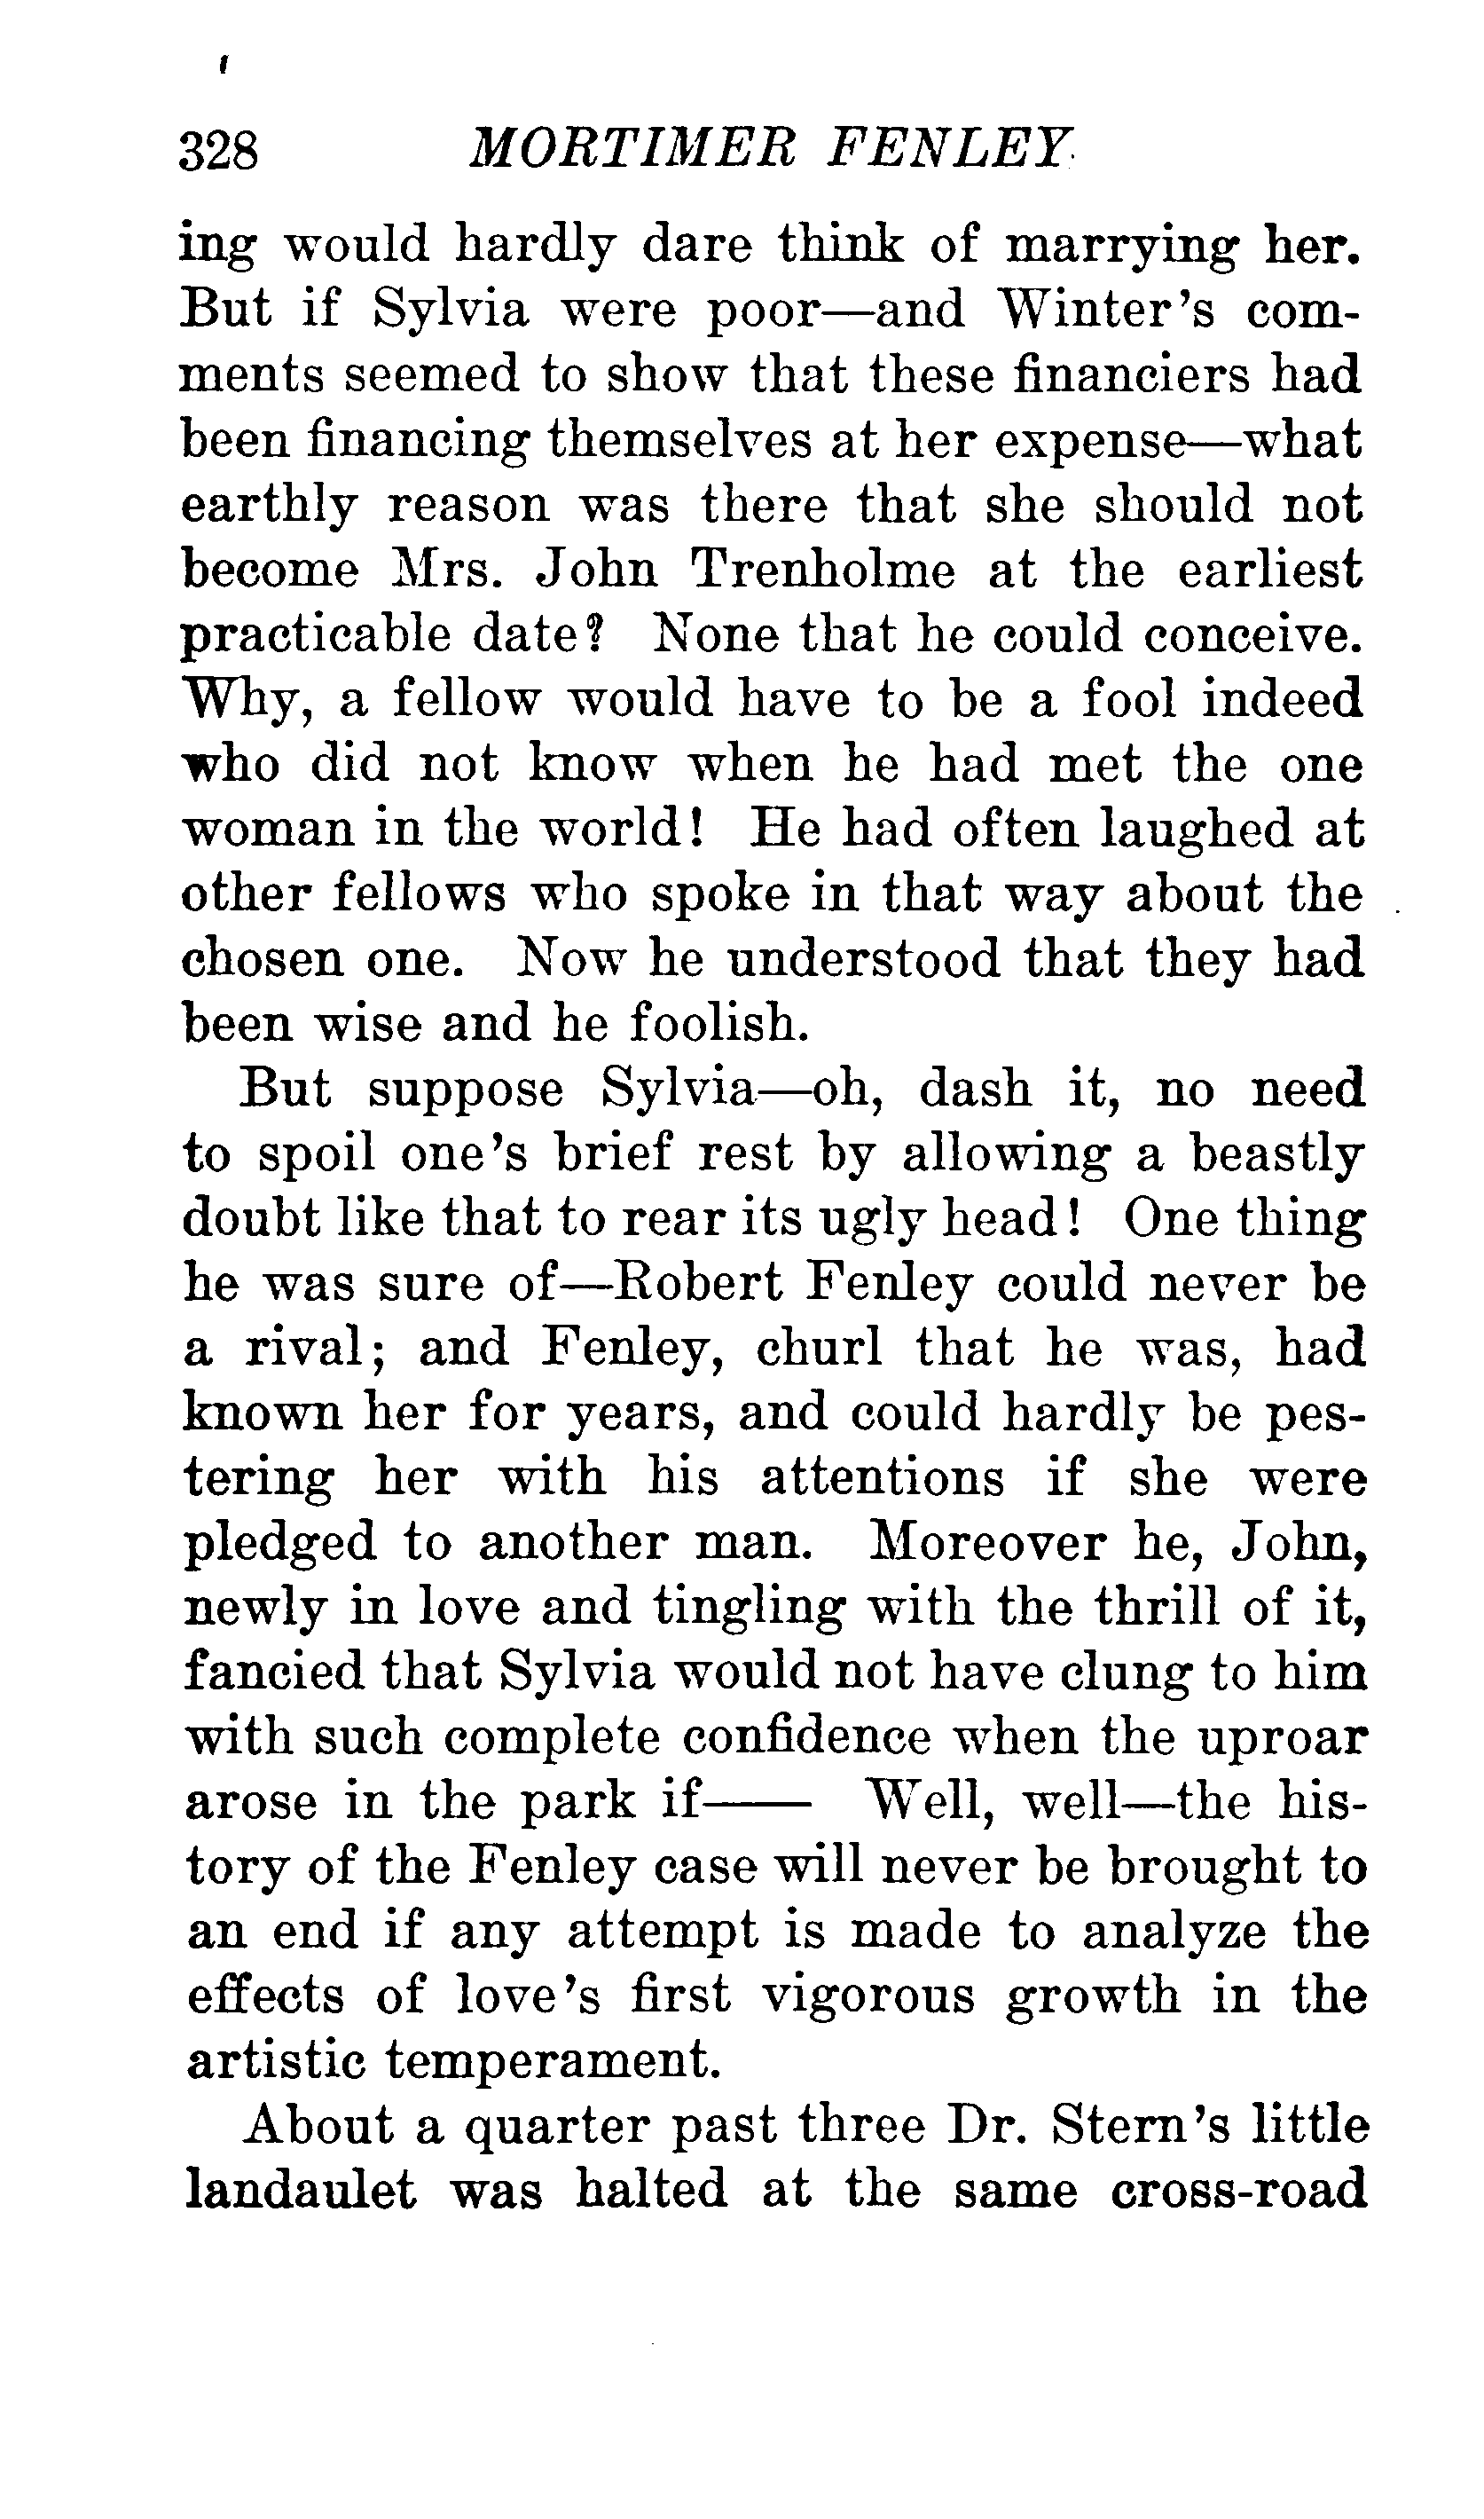 328 MORTIMER FENLEY
ing would hardly dare think of marrying her.
But if Sylvia were poor—and Winter's com-
ments seemed to show that these financiers had
been financing themselves at her expense—what
earthly reason was there that she should not
become Mrs. John Trenholme at the earliest
practicable date? None that he could conceive.
Why, a fellow would have to be a fool indeed
who did not know when he had met the one
woman in the world! He had often laughed at
other fellows who spoke in that way about the
chosen one. Now he understood that they had
been wise and he foolish.
But suppose Sylvia—oh, dash it, no need
to spoil one's brief rest by allowing a beastly
doubt like that to rear its ugly head! One thing
he was sure of—Robert Fenley could never be
a rival; and Fenley, churl that he was, had
known her for years, and could hardly be pes-
tering her with his attentions if she were
pledged to another man. Moreover he, John,
newly in love and tingling with the thrill of it,
fancied that Sylvia would not have clung to him
with such complete confidence when the uproar
arose in the park if—— Well, well—the his-
tory of the Fenley case will never be brought to
an end if any attempt is made to analyze the
effects of love's first vigorous growth in the
artistic temperament.
About a quarter past three Dr. Stern's little
landaulet was halted at the same cross-road